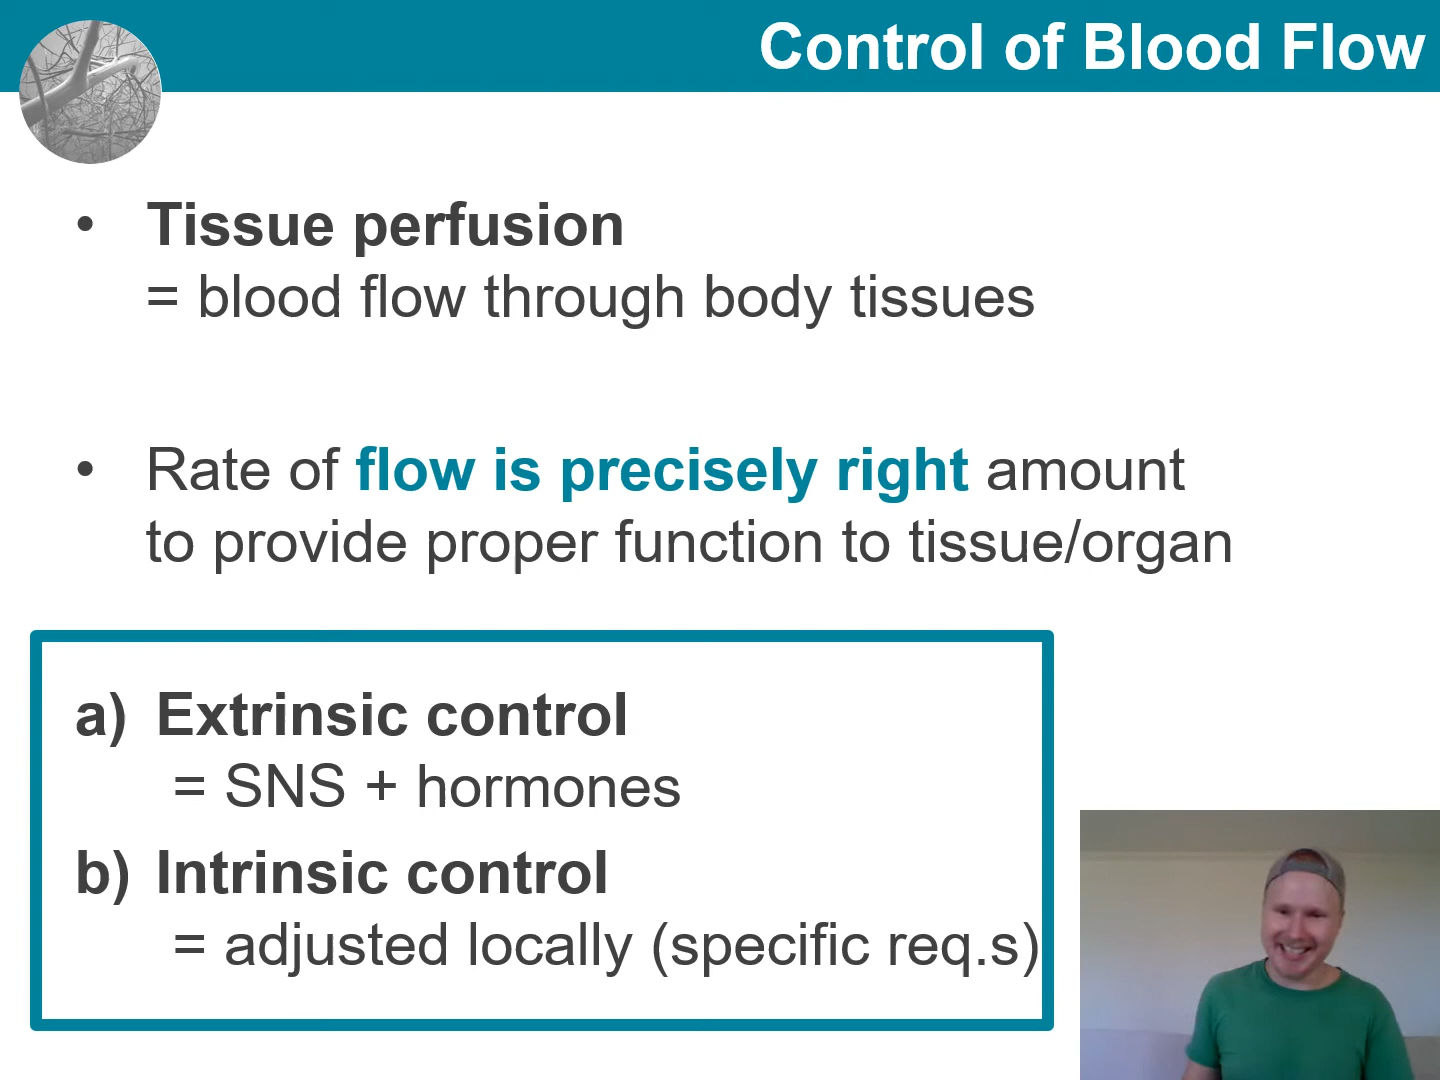 Control of Blood Flow
• Tissue perfusion
= blood flow through body tissues
• Rate of flow is precisely right amount
to provide proper function to tissue/organ
a) Extrinsic control
= SNS + hormones
b) Intrinsic control
= adjusted locally (specific req.s)